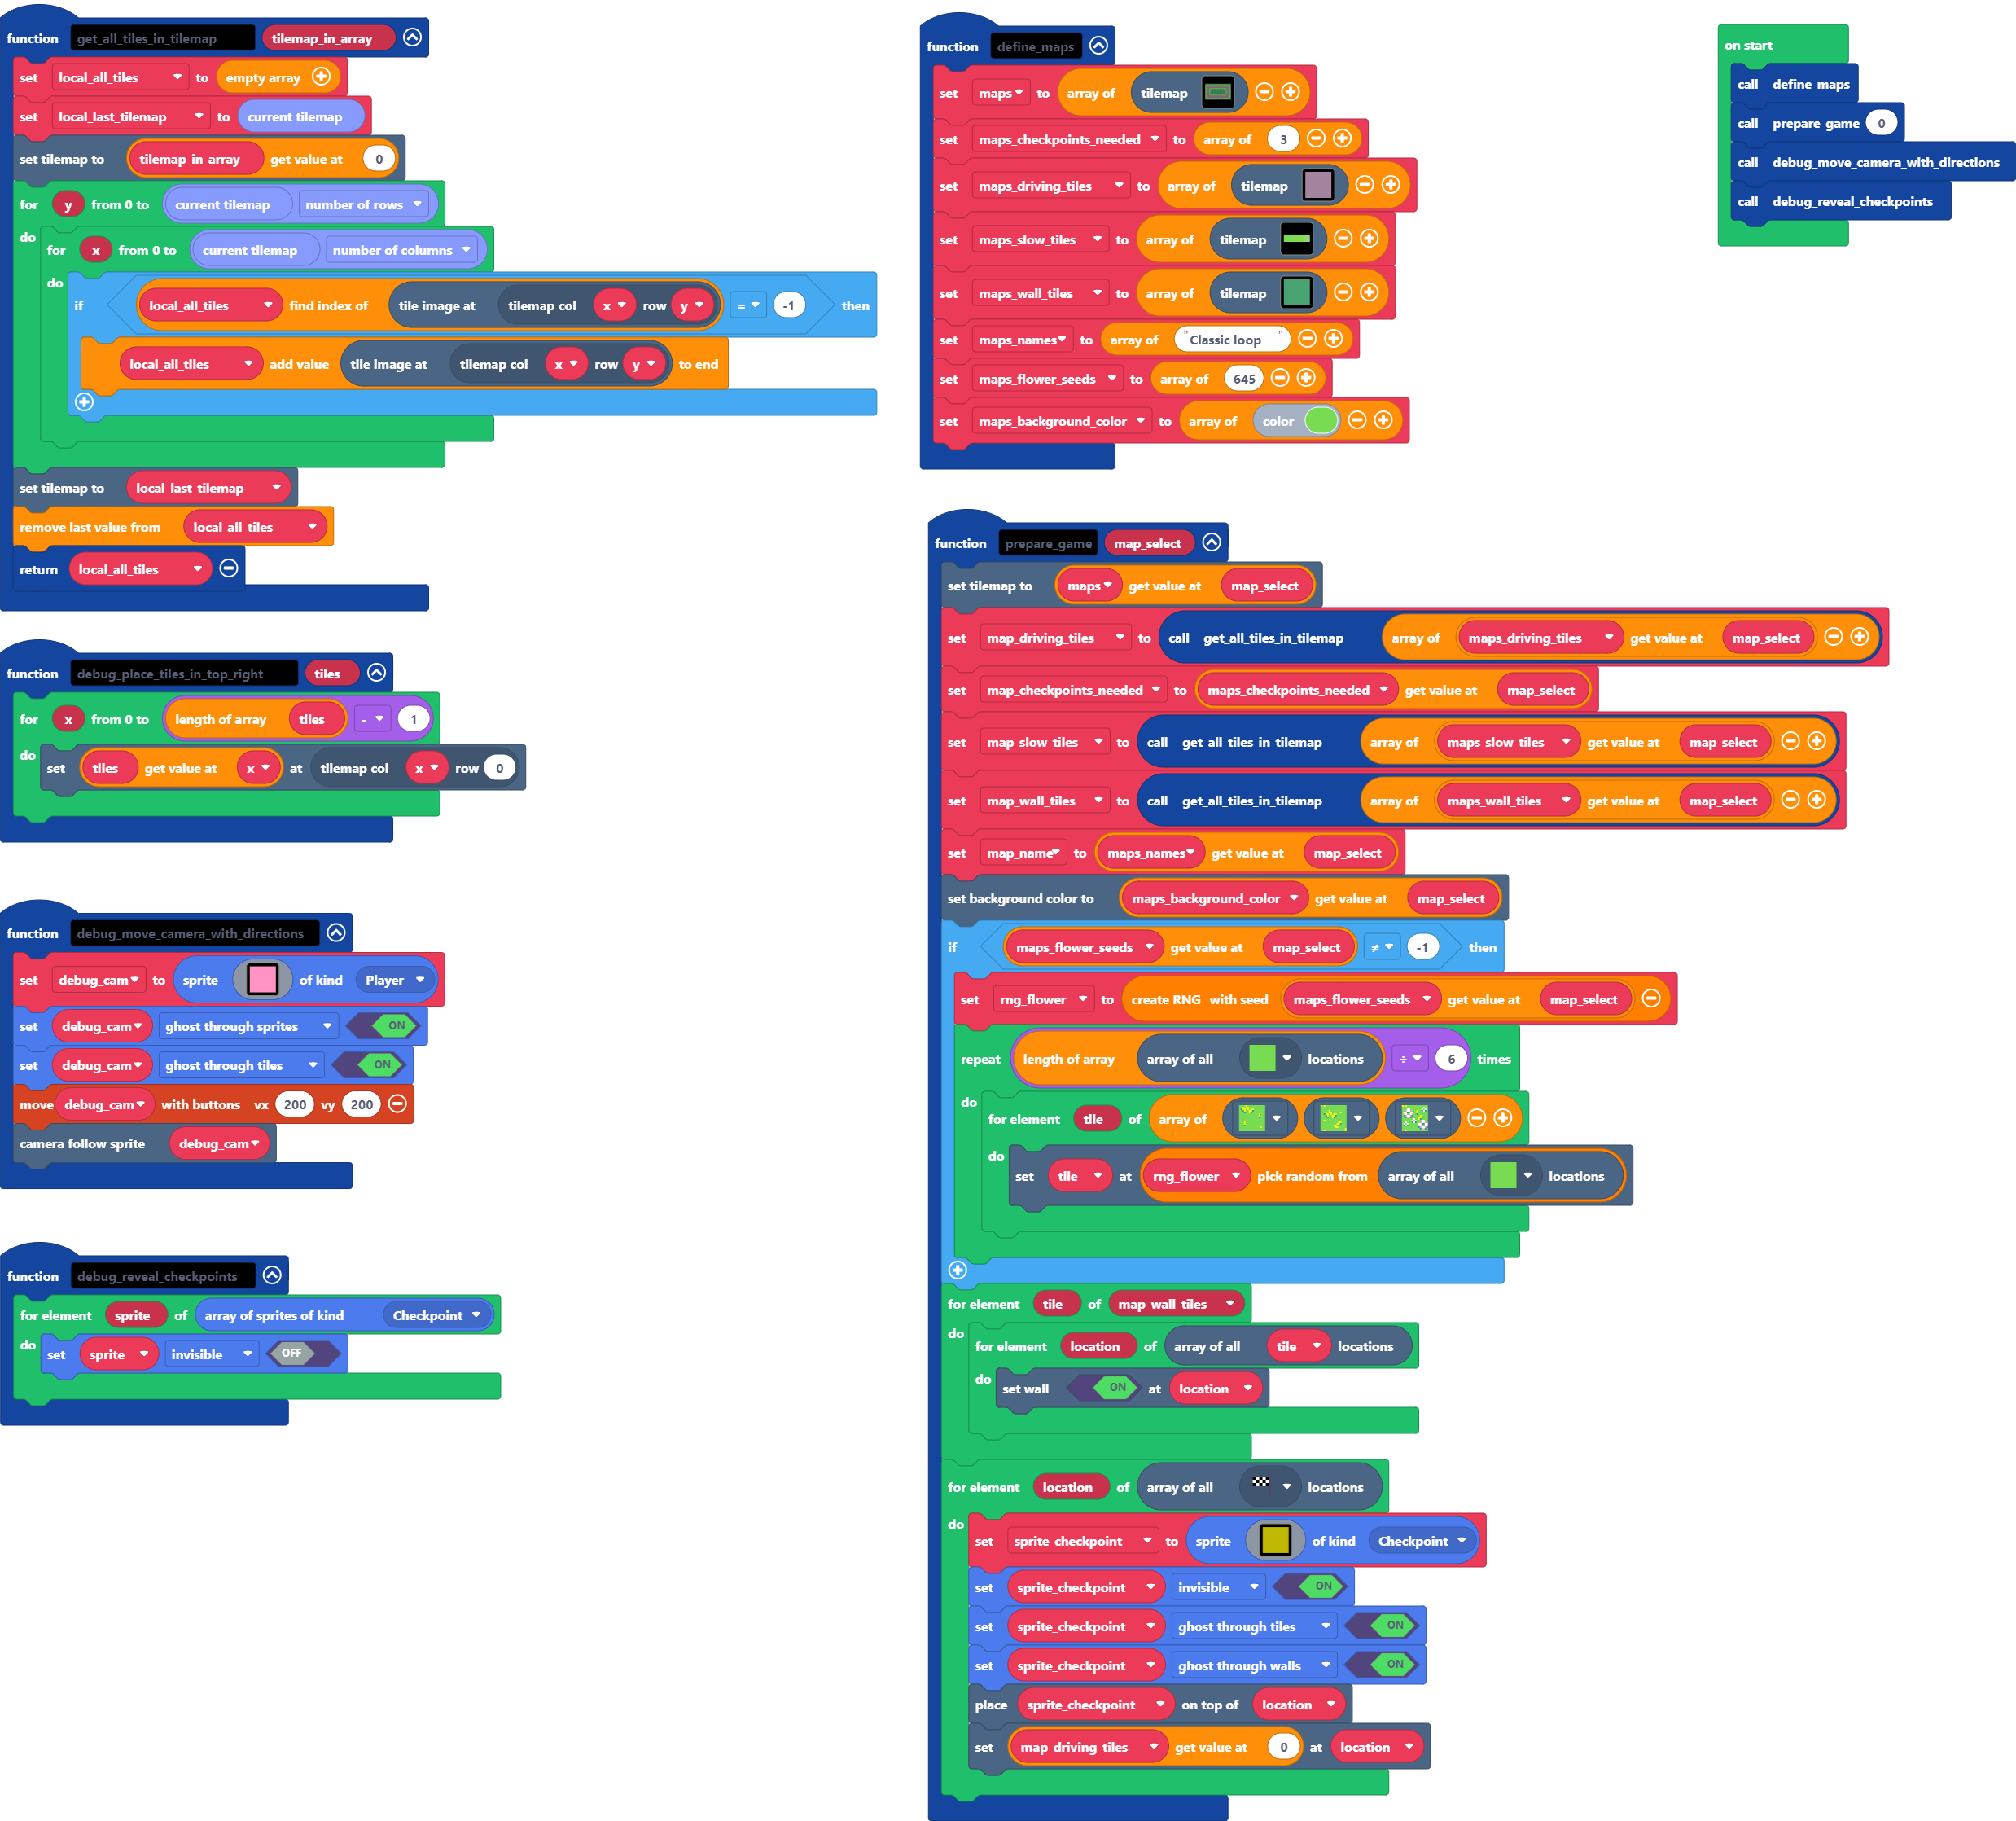 function get_all_tiles_in_tilemap tilemap_in_array
set local_all_tiles to empty array
set local_last_tilemap to current tilemap
set tilemap to tilemap_in_array get value at 0
for y from 0 to current tilemap number of rows
do for x from 0 to current tilemap number of columns
do if local_all_tiles find index of tile image at tilemap col x row y = -1 then
local_all_tiles add value tile image at tilemap col x row y to end
set tilemap to local_last_tilemap
remove last value from local_all_tiles
return local_all_tiles
function debug_place_tiles_in_top_right tiles
for x from 0 to length of array tiles - 1
do set tiles get value at x at tilemap col x row 0
function debug_move_camera_with_directions
set debug_cam to sprite of kind Player
set debug_cam ghost through sprites ON
set debug_cam ghost through tiles ON
move debug_cam with buttons vx 200 vy 200
camera follow sprite debug_cam
function debug_reveal_checkpoints
for element sprite of array of sprites of kind Checkpoint
do set sprite invisible OFF
function define_maps
set maps to array of tilemap
set maps_checkpoints_needed to array of 3
set maps_driving_tiles to array of tilemap
set maps_slow_tiles to array of tilemap
set maps_wall_tiles to array of tilemap
set maps_names to array of "Classic loop"
set maps_flower_seeds to array of 645
set maps_background_color to array of color
function prepare_game map_select
set tilemap to maps get value at map_select
set map_driving_tiles to call get_all_tiles_in_tilemap array of maps_driving_tiles get value at map_select
set map_checkpoints_needed to maps_checkpoints_needed get value at map_select
set map_slow_tiles to call get_all_tiles_in_tilemap array of maps_slow_tiles get value at map_select
set map_wall_tiles to call get_all_tiles_in_tilemap array of maps_wall_tiles get value at map_select
set map_name to maps_names get value at map_select
set background color to maps_background_color get value at map_select
if maps_flower_seeds get value at map_select ≠ -1 then
set rng_flower to create RNG with seed maps_flower_seeds get value at map_select
repeat length of array array of all locations ÷ 6 times
do for element tile of array of
do set tile at rng_flower pick random from array of all locations
for element tile of map_wall_tiles
do for element location of array of all tile locations
do set wall ON at location
for element location of array of all locations
do set sprite_checkpoint to sprite of kind Checkpoint
set sprite_checkpoint invisible ON
set sprite_checkpoint ghost through tiles ON
set sprite_checkpoint ghost through walls ON
place sprite_checkpoint on top of location
set map_driving_tiles get value at 0 at location
on start
call define_maps
call prepare_game 0
call debug_move_camera_with_directions
call debug_reveal_checkpoints